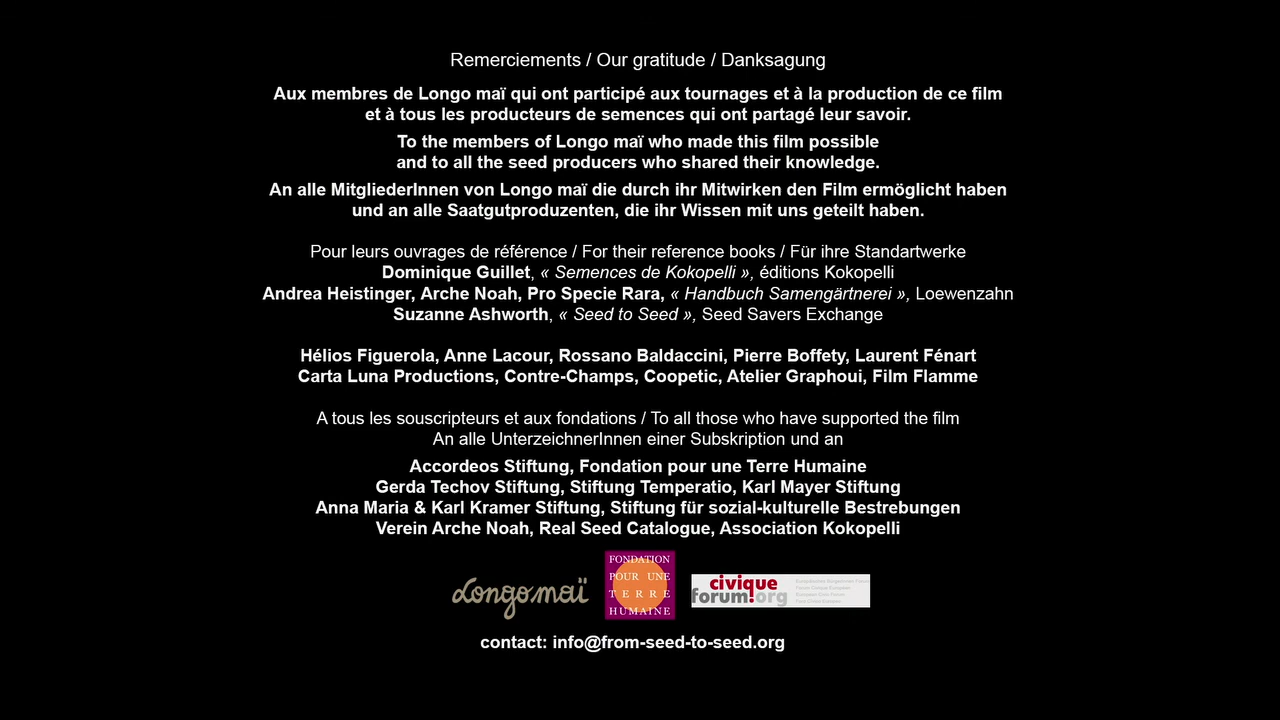 Remerciements / Our gratitude / Danksagung
Aux membres de Longo maï qui ont participé aux tournages et à la production de ce film
et à tous les producteurs de semences qui ont partagé leur savoir.
To the members of Longo maï who made this film possible
and to all the seed producers who shared their knowledge.
An alle MitgliederInnen von Longo maï die durch ihr Mitwirken den Film ermöglicht haben
und an alle Saatgutproduzenten, die ihr Wissen mit uns geteilt haben.
Pour leurs ouvrages de référence / For their reference books / Für ihre Standartwerke
Dominique Guillet, « Semences de Kokopelli », éditions Kokopelli
Andrea Heistinger, Arche Noah, Pro Specie Rara, « Handbuch Samengärtnerei », Loewenzahn
Suzanne Ashworth, « Seed to Seed », Seed Savers Exchange
Hélios Figuerola, Anne Lacour, Rossano Baldaccini, Pierre Boffety, Laurent Fénart
Carta Luna Productions, Contre-Champs, Coopetic, Atelier Graphoui, Film Flamme
A tous les souscripteurs et aux fondations / To all those who have supported the film
An alle UnterzeichnerInnen einer Subskription und an
Accordeos Stiftung, Fondation pour une Terre Humaine
Gerda Techov Stiftung, Stiftung Temperatio, Karl Mayer Stiftung
Anna Maria & Karl Kramer Stiftung, Stiftung für sozial-kulturelle Bestrebungen
Verein Arche Noah, Real Seed Catalogue, Association Kokopelli
Longo maï
FONDATION
POUR UNE
TERRE
HUMAINE
civique
forum.org
contact: info@from-seed-to-seed.org